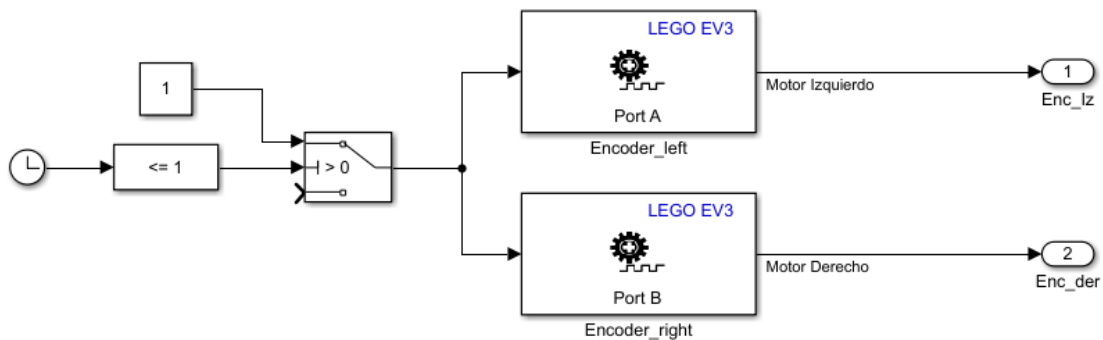 LEGO EV3
1
Port A
Motor Izquierdo
1
Enc_Iz
Encoder_left
<= 1
> 0
LEGO EV3
Port B
Motor Derecho
2
Enc_der
Encoder_right